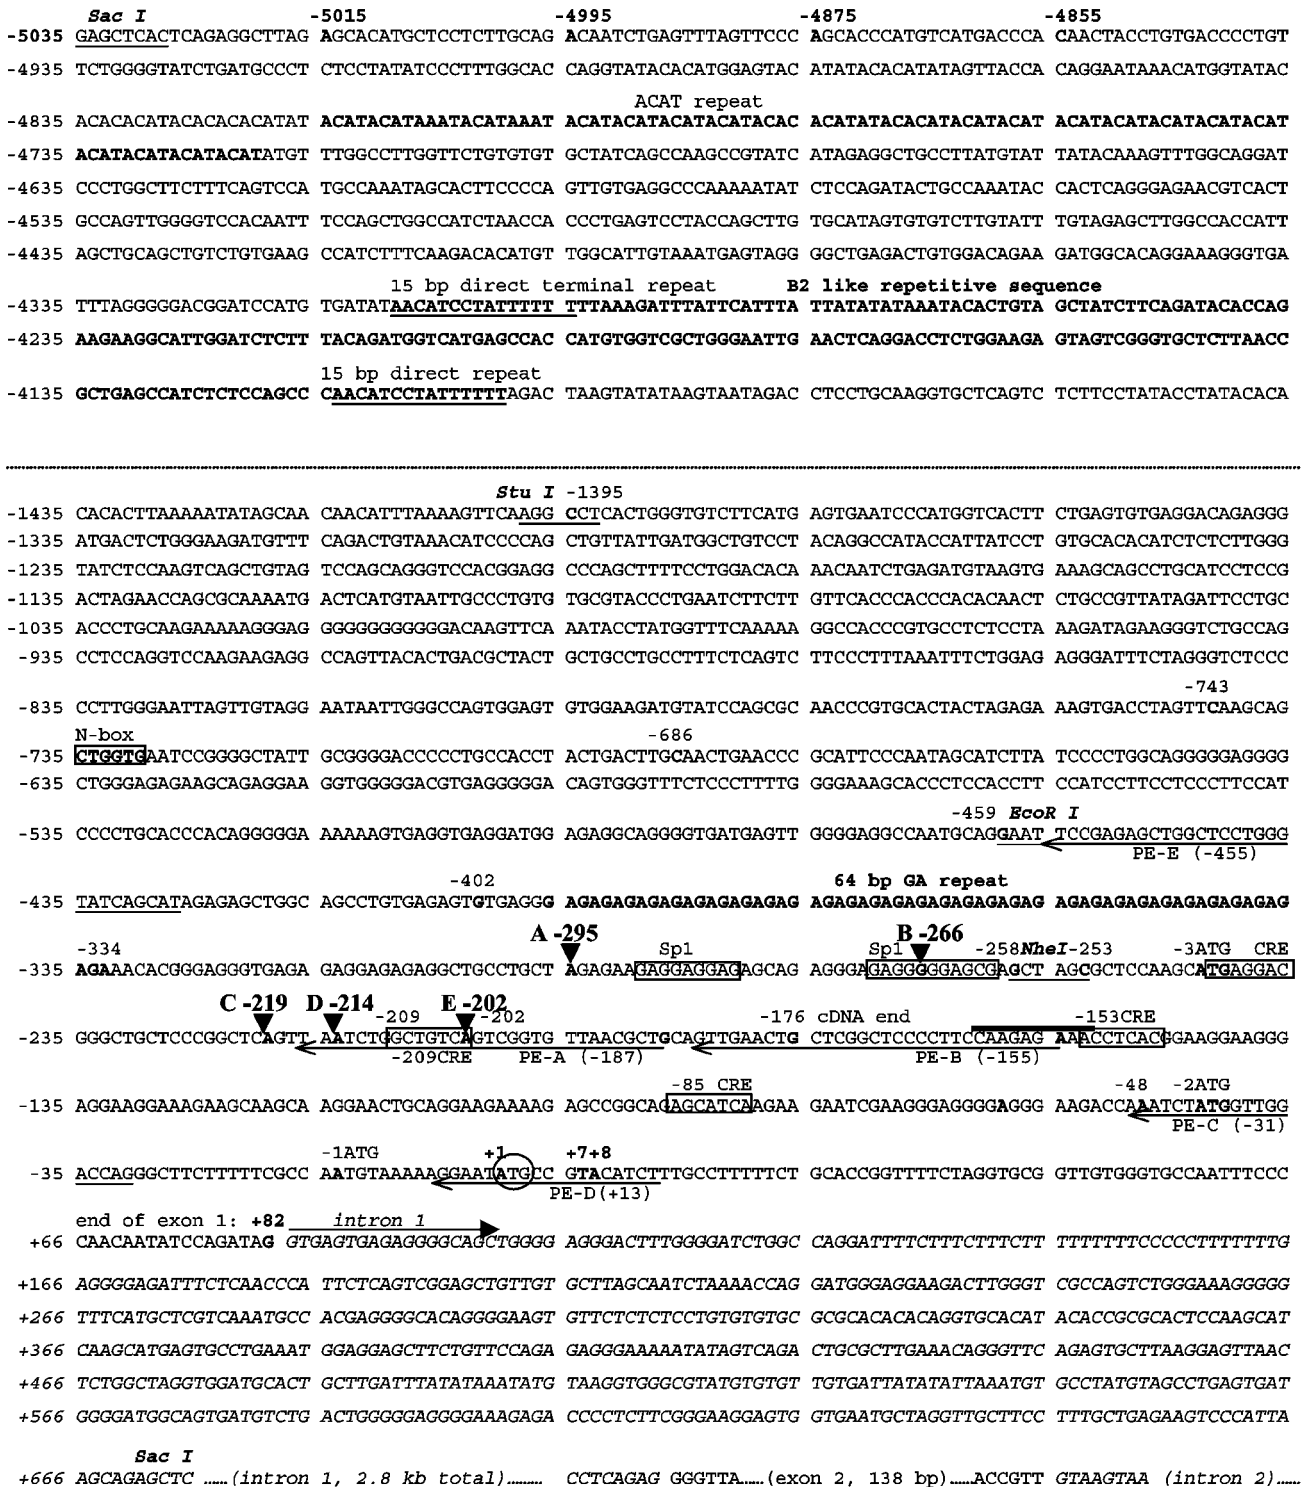 Sac I -5015 -4995 -4875 -4855
-5035 GAGCTCACTCAGAGGCTTAG AGCACATGCTCCTCTTGCAG ACAATCTGAGTTTAGTTCCC AGCACCCATGTCATGACCCA CAACTACCTGTGACCCCTGT
-4935 TCTGGGGTATCTGATGCCCT CTCCTATATCCCTTTGGCAC CAGGTATACACATGGAGTAC ATATACACATATAGTTACCA CAGGAATAAACATGGTATAC
ACAT repeat
-4835 ACACACATACACACACATAT ACATACATAAATACATAAAT ACATACATACATACATACAC ACATATACACATACATACAT ACATACATACATACATACAT
-4735 ACATACATACATACATATGT TTGGCCTTGGTTCTGTGTGT GCTATCAGCCAAGCCGTATC ATAGAGGCTGCCTTATGTAT TATACAAAGTTTGGCAGGAT
-4635 CCCTGGCTTCTTTCAGTCCA TGCCAAATAGCACTTCCCCA GTTGTGAGGCCCAAAAATAT CTCCAGATACTGCCAAATAC CACTCAGGGAGAACGTCACT
-4535 GCCAGTTGGGGTCCACAATT TCCAGCTGGCCATCTAACCA CCCTGAGTCCTACCAGCTTG TGCATAGTGTGTCTTGTATT TGTAGAGCTTGGCCACCATT
-4435 AGCTGCAGCTGTCTGTGAAG CCATCTTTCAAGACACATGT TGGCATTGTAAATGAGTAGG GGCTGAGACTGTGGACAGAA GATGGCACAGGAAAGGGTGA
15 bp direct terminal repeat B2 like repetitive sequence
-4335 TTTAGGGGGACGGATCCATG TGATATAACATCCTATTTTT TTTAAAGATTTATTCATTTA TTATATATAAATACACTGTA GCTATCTTCAGATACACCAG
-4235 AAGAAGGCATTGGATCTCTT TACAGATGGTCATGAGCCAC CATGTGGTCGCTGGGAATTG AACTCAGGACCTCTGGAAGA GTAGTCGGGTGCTCTTAACC
15 bp direct repeat
-4135 GCTGAGCCATCTCTCCAGCC CAACATCCTATTTTTTAGAC TAAGTATATAAGTAATAGAC CCTCCTGCAAGGTGCTCAGTC TCTTCCTATACCTATACACA
Stu I -1395
-1435 CACACTTAAAAATATAGCAA CAACATTTAAAAGTTCAAGG CCTCACTGGGTGTCTTCATG AGTGAATCCCATGGTCACTT CTGAGTGTGAGGACAGAGGG
-1335 ATGACTCTGGGAAGATGTTT CAGACTGTAAACATCCCCAG CTGTTATTGATGGCTGTCCT ACAGGCCATACCATTATCCT GTGCACACATCTCTCTTGGG
-1235 TATCTCCAAGTCAGCTGTAG TCCAGCAGGGTCCACGGAGG CCCAGCTTTTCCTGGACACA AACAATCTGAGATGTAAGTG AAAGCAGCCTGCATCCTCCG
-1135 ACTAGAACCAGCGCAAAATG ACTCATGTAATTGCCCTGTG TGCGTACCCTGAATCTTCTT GTTCACCCACCCACACAACT CTGCCGTTATAGATTCCTGC
-1035 ACCCTGCAAGAAAAAGGGAG GGGGGGGGGGGACAAGTTCA AATACCTATGGTTTCAAAAA GGCCACCCGTGCCTCTCCTA AAGATAGAAGGGTCTGCCAG
-935 CCTCCAGGTCCAAGAAGAGG CCAGTTACACTGACGCTACT GCTGCCTGCCTTTCTCAGTC TTCCCTTTAAATTTCTGGAG AGGGATTTCTAGGGTCTCCC
-743
-835 CCTTGGGAATTAGTTGTAGG AATAATTGGGCCAGTGGAGT GTGGAAGATGTATCCAGCGC AACCCGTGCACTACTAGAGA AAGTGACCTAGTTCAAGCAG
N-box -686
-735 CTGGTGAATCCGGGGCTATT GCGGGGACCCCCTGCCACCT ACTGACTTGCAACTGAACCC GCATTCCCAATAGCATCTTA TCCCCTGGCAGGGGGAGGGG
-635 CTGGGAGAGAAGCAGAGGAA GGTGGGGGACGTGAGGGGGA CAGTGGGTTTCTCCCTTTTG GGGAAAGCACCCTCCACCTT CCATCCTTCCTCCCTTCCAT
-459 EcoR I
-535 CCCCTGCACCCACAGGGGGA AAAAAGTGAGGTGAGGATGG AGAGGCAGGGGTGATGAGTT GGGGAGGCCAATGCAGGAAT TCCGAGAGCTGGCTCCTGGG
PE-E (-455)
-402 64 bp GA repeat
-435 TATCAGCATAGAGAGCTGGC AGCCTGTGAGAGTGTGAGGG AGAGAGAGAGAGAGAGAGAG AGAGAGAGAGAGAGAGAGAG AGAGAGAGAGAGAGAGAGAG
-334 A -295 Sp1 Sp1 B -266 -258 NheI -253 -3ATG CRE
-335 AGAAACACGGGAGGGTGAGA GAGGAGAGAGGCTGCCTGCT AGAGAAGAGGAGGAGAGCAG AGGGAGAGGGGGGAGCGAGCTAGCGCTCCAAGCATGAGGAC
C -219 D -214 -209 E -202 -202 -176 cDNA end -153CRE
-235 GGGCTGCTCCCGGCTCAGTT AATCTGGCTGTCAGTCGGTG TTAACGCTGCAGTTGAACTG CTCGGCTCCCCTTCCAAGAG AAACCTCACGGAAGGAAGGG
-209CRE PE-A (-187) PE-B (-155)
-85 CRE -48 -2ATG
-135 AGGAAGGAAAGAAGCAAGCA AGGAACTGCAGGAAGAAAAG AGCCGGCAGAGCATCAAGAA GAATCGAAGGGAGGGGAGGG AAGACCAAATCTATGGTTGG
PE-C (-31)
-1ATG +1 +7+8
-35 ACCAGGGCTTCTTTTTCGCC AATGTAAAAAGGAATATGCC GTACATCTTTGCCTTTTTCT GCACCGGTTTTCTAGGTGCG GTTGTGGGTGCCAATTTCCC
PE-D(+13)
end of exon 1: +82 intron 1
+66 CAACAATATCCAGATAG GTGAGTGAGAGGGGCAGCTGGGG AGGGACTTTGGGGATCTGGC CAGGATTTTCTTTCTTTCTT TTTTTTTCCCCCTTTTTTTG
+166 AGGGGAGATTTCTCAACCCA TTCTCAGTCGGAGCTGTTGT GCTTAGCAATCTAAAACCAG GATGGGAGGAAGACTTGGGT CGCCAGTCTGGGAAAGGGGG
+266 TTTCATGCTCGTCAAATGCC ACGAGGGGCACAGGGGAAGT GTTCTCTCTCCTGTGTGTGC GCGCACACACAGGTGCACAT ACACCGCGCACTCCAAGCAT
+366 CAAGCATGAGTGCCTGAAAT GGAGGAGCTTCTGTTCCAGA GAGGGAAAAATATAGTCAGA CTGCGCTTGAAACAGGGTTC AGAGTGCTTAAGGAGTTAAC
+466 TCTGGCTAGGTGGATGCACT GCTTGATTTATATAAATATG TAAGGTGGGCGTATGTGTGT TGTGATTATATATTAAATGT GCCTATGTAGCCTGAGTGAT
+566 GGGGATGGCAGTGATGTCTG ACTGGGGGAGGGGAAAGAGA CCCCTCTTCGGGAAGGAGTG GTGAATGCTAGGTTGCTTCC TTTGCTGAGAAGTCCCATTA
Sac I
+666 AGCAGAGCTC ......(intron 1, 2.8 kb total)......... CCTCAGAG GGGTTA......(exon 2, 138 bp)......ACCGTT GTAAGTAA (intron 2)......